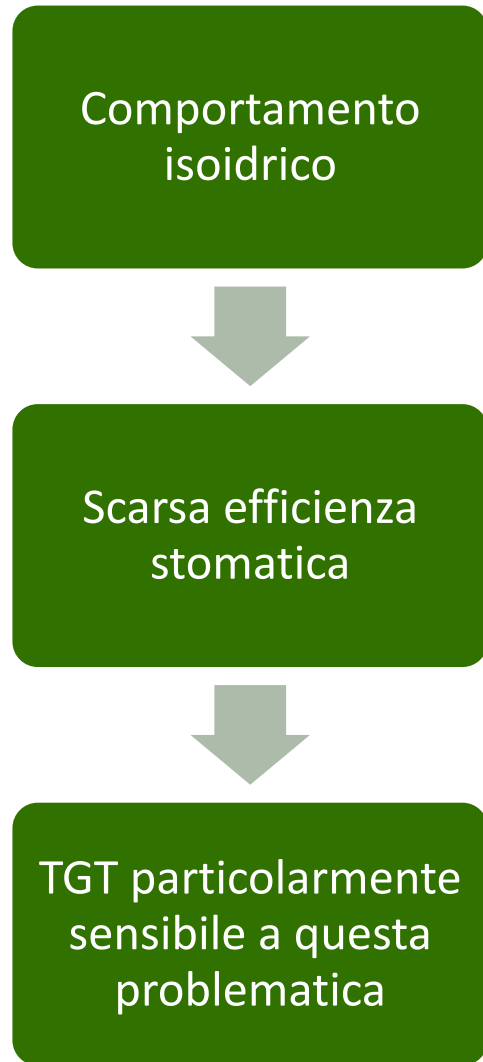 Comportamento
isoidrico
Scarsa efficienza
stomatica
TGT particolarmente
sensibile a questa
problematica